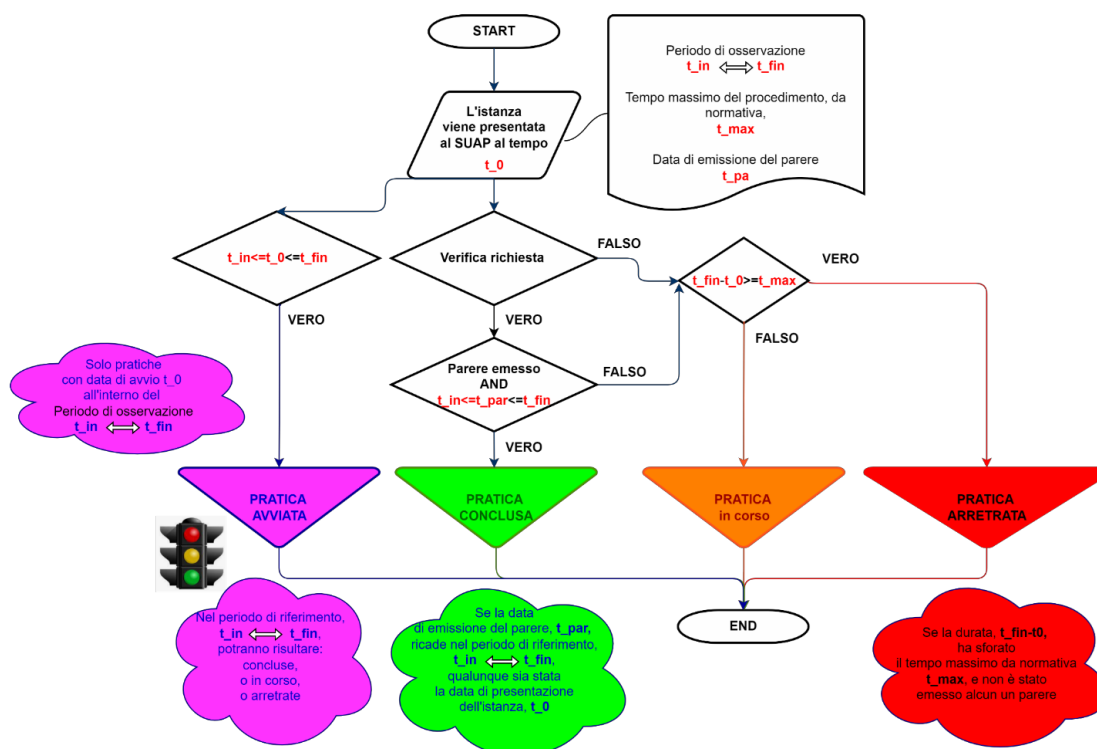 START
Periodo di osservazione
t_in t_fin
Tempo massimo del procedimento, da
normativa,
t_max
Data di emissione del parere
t_pa
L'istanza
viene presentata
al SUAP al tempo
t_0
t_in<=t_0<=t_fin
Verifica richiesta
FALSO
t_fin-t_0>=t_max
VERO
VERO
VERO
FALSO
Parere emesso
AND
t_in<=t_par<=t_fin
FALSO
VERO
Solo pratiche
con data di avvio t_0
all'interno del
Periodo di osservazione
t_in t_fin
PRATICA
AVVIATA
PRATICA
CONCLUSA
PRATICA
in corso
PRATICA
ARRETRATA
END
Nel periodo di riferimento,
t_in t_fin,
potranno risultare:
concluse,
o in corso,
o arretrate
Se la data
di emissione del parere, t_par,
ricade nel periodo di riferimento,
t_in t_fin,
qualunque sia stata
la data di presentazione
dell'istanza, t_0
Se la durata, t_fin-t0,
ha sforato
il tempo massimo da normativa
t_max, e non è stato
emesso alcun un parere